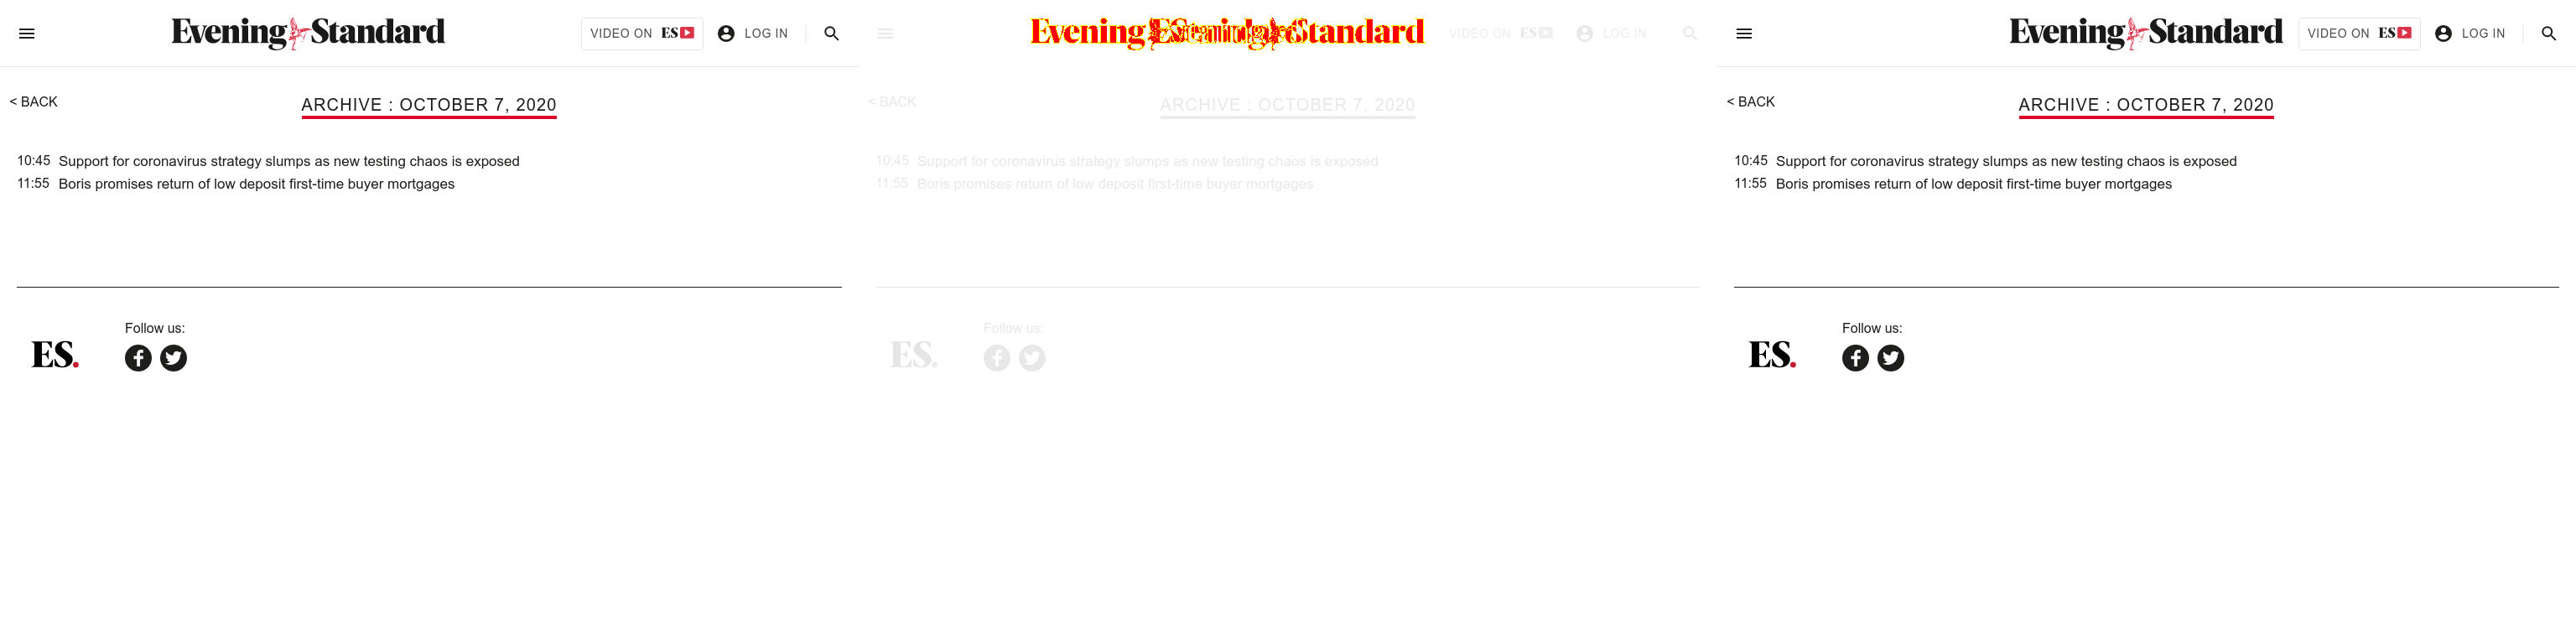 Evening Standard VIDEO ON ES LOG IN
< BACK ARCHIVE : OCTOBER 7, 2020
10:45 Support for coronavirus strategy slumps as new testing chaos is exposed
11:55 Boris promises return of low deposit first-time buyer mortgages
Follow us:
ES.
Evening Standard VIDEO ON ES LOG IN
< BACK ARCHIVE : OCTOBER 7, 2020
10:45 Support for coronavirus strategy slumps as new testing chaos is exposed
11:55 Boris promises return of low deposit first-time buyer mortgages
Follow us:
ES.
Evening Standard VIDEO ON ES LOG IN
< BACK ARCHIVE : OCTOBER 7, 2020
10:45 Support for coronavirus strategy slumps as new testing chaos is exposed
11:55 Boris promises return of low deposit first-time buyer mortgages
Follow us:
ES.